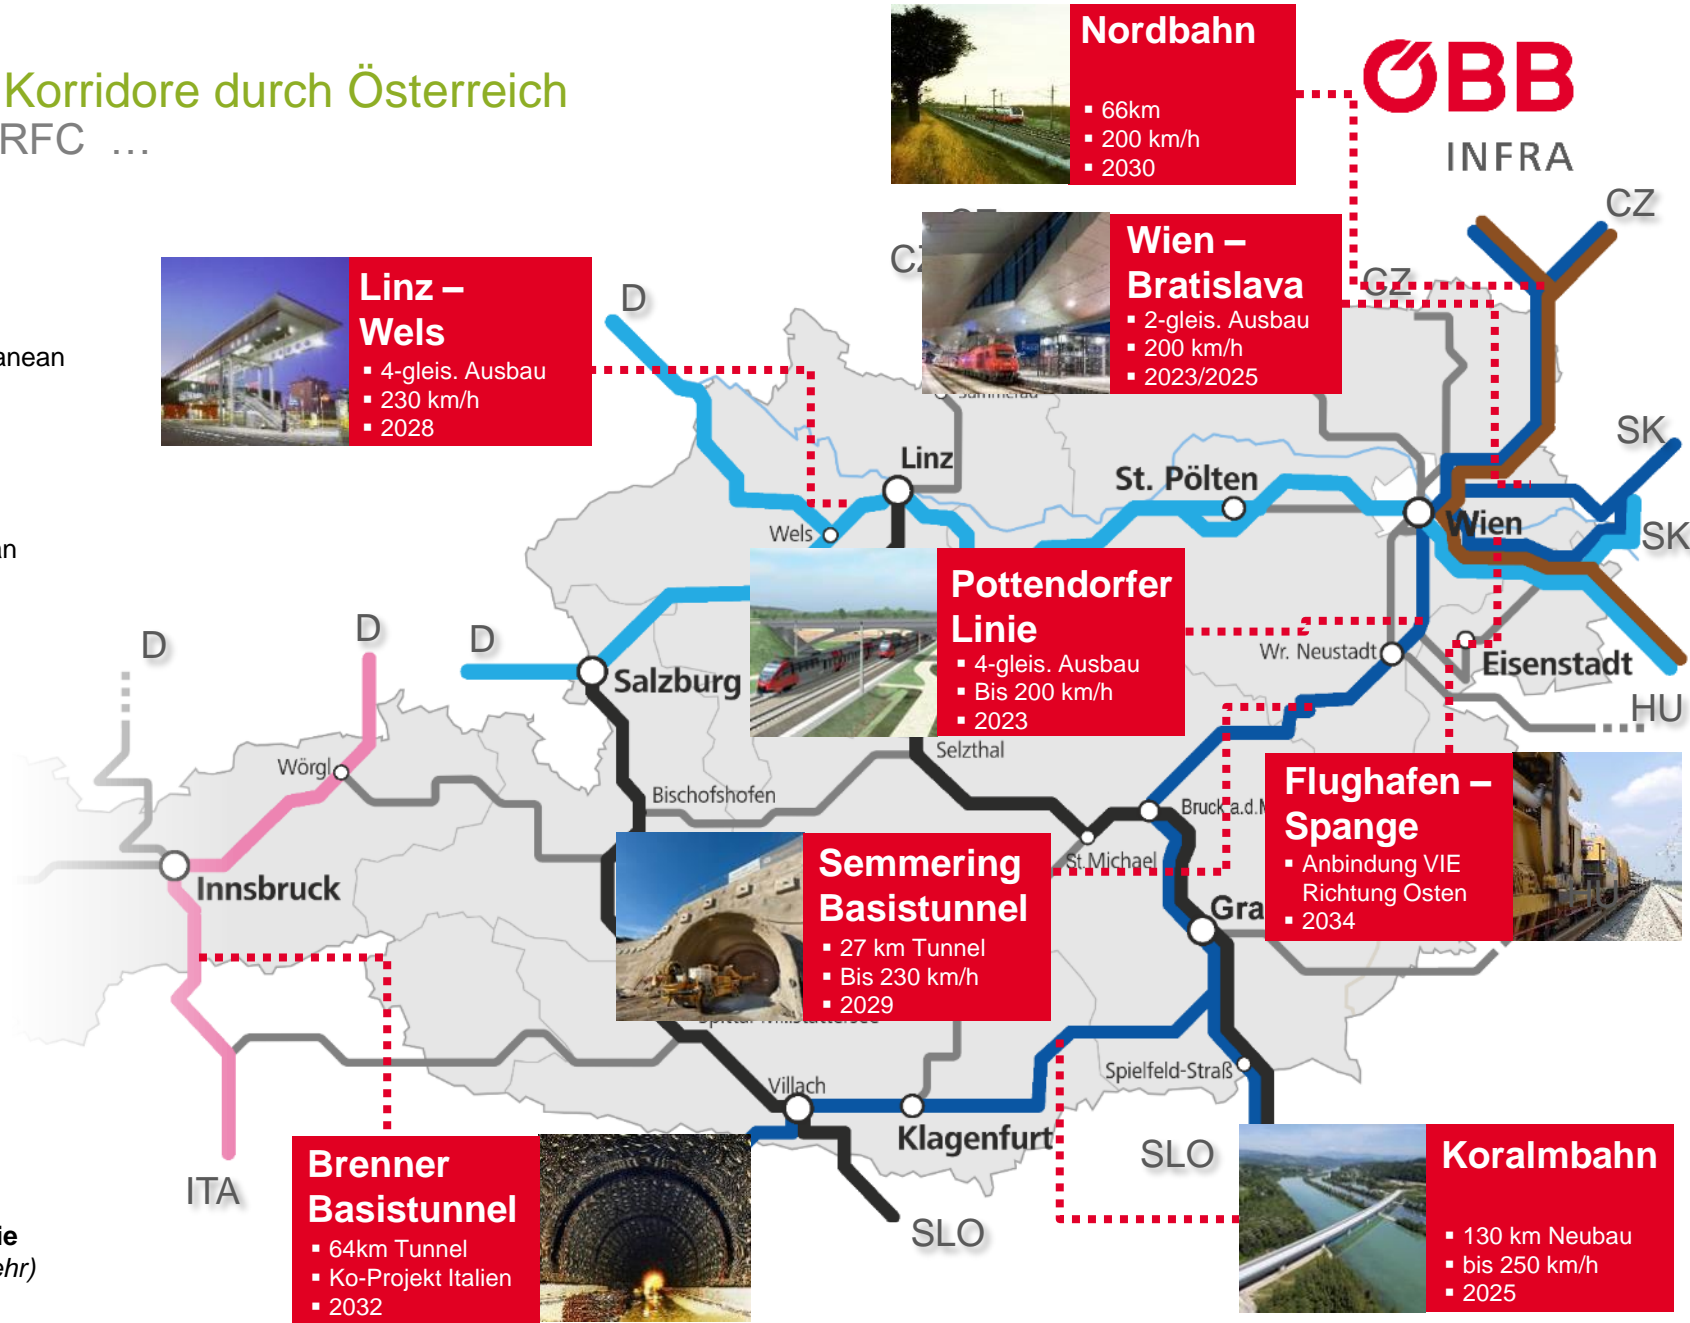 Korridore durch Österreich
RFC …
ÖBB
INFRA
Nordbahn
▪ 66km
▪ 200 km/h
▪ 2030
Wien –
Bratislava
▪ 2-gleis. Ausbau
▪ 200 km/h
▪ 2023/2025
Linz –
Wels
▪ 4-gleis. Ausbau
▪ 230 km/h
▪ 2028
Pottendorfer
Linie
▪ 4-gleis. Ausbau
▪ Bis 200 km/h
▪ 2023
Flughafen –
Spange
▪ Anbindung VIE
Richtung Osten
▪ 2034
Semmering
Basistunnel
▪ 27 km Tunnel
▪ Bis 230 km/h
▪ 2029
Brenner
Basistunnel
▪ 64km Tunnel
▪ Ko-Projekt Italien
▪ 2032
Koralmbahn
▪ 130 km Neubau
▪ bis 250 km/h
▪ 2025
CZ
CZ
D
SK
SK
D
D
D
HU
ITA
SLO
SLO
Linz
St. Pölten
Wien
Wels
Salzburg
Wr. Neustadt
Eisenstadt
Wörgl
Selzthal
Bischofshofen
Bruck a.d.M
St.Michael
Innsbruck
Gra
Villach
Klagenfurt
Spielfeld-Straß
anean
an
ie
ehr)